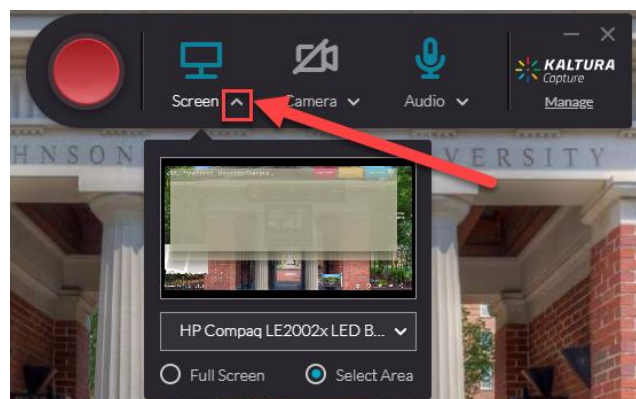 KALTURA
Capture
Screen
Camera
Audio
Manage
HNSON
VERSITY
HP Compaq LE2002x LED B...
Full Screen
Select Area